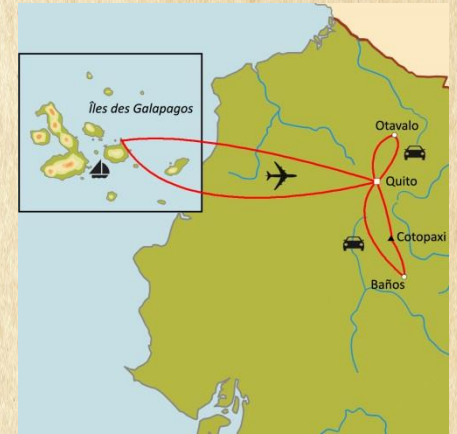 Îles des Galapagos
Otavalo
Quito
Cotopaxi
Baños